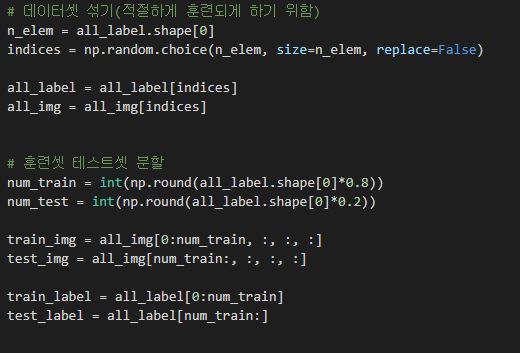 # 데이터셋 섞기(적절하게 훈련되게 하기 위함)
n_elem = all_label.shape[0]
indices = np.random.choice(n_elem, size=n_elem, replace=False)
all_label = all_label[indices]
all_img = all_img[indices]
# 훈련셋 테스트셋 분할
num_train = int(np.round(all_label.shape[0]*0.8))
num_test = int(np.round(all_label.shape[0]*0.2))
train_img = all_img[0:num_train, :, :, :]
test_img = all_img[num_train:, :, :, :]
train_label = all_label[0:num_train]
test_label = all_label[num_train:]